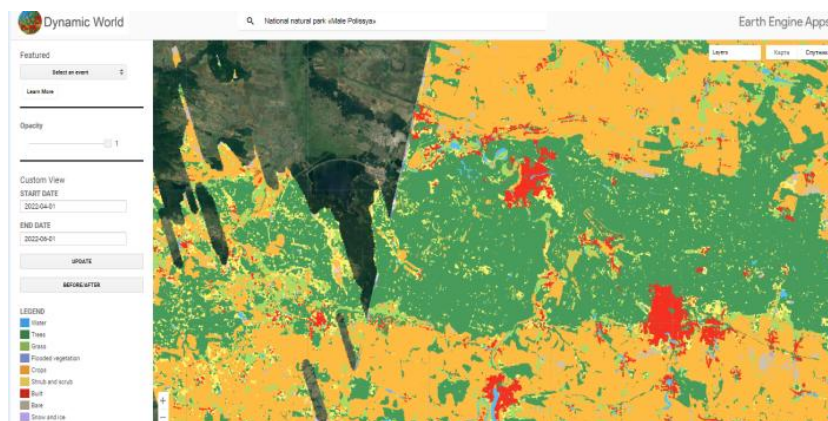 Dynamic World
National natural park «Male Polissya»
Earth Engine Apps
Featured
Select an event
Learn More
Opacity
1
Custom View
START DATE
2022-04-01
END DATE
2022-06-01
UPDATE
BEFORE/AFTER
LEGEND
Water
Trees
Grass
Flooded vegetation
Crops
Shrub and scrub
Built
Bare
Snow and ice
Layers
Карта
Спутник
+
−